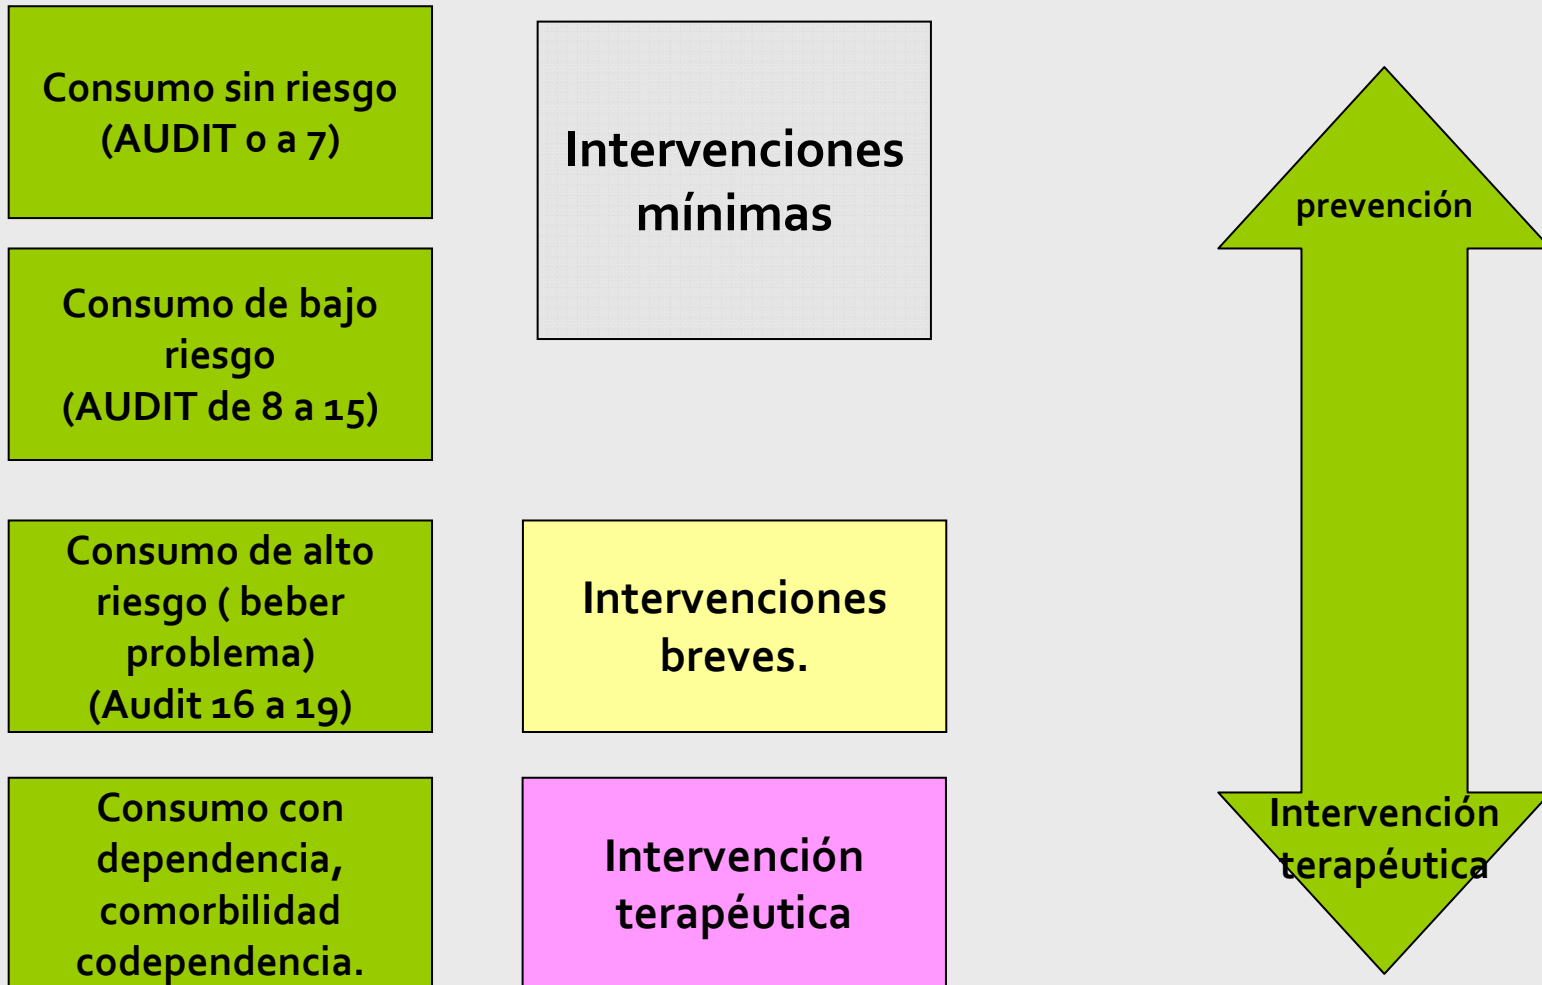 Consumo sin riesgo
(AUDIT 0 a 7)
Intervenciones
mínimas
prevención
Consumo de bajo
riesgo
(AUDIT de 8 a 15)
Consumo de alto
riesgo ( beber
problema)
(Audit 16 a 19)
Intervenciones
breves.
Consumo con
dependencia,
comorbilidad
codependencia.
Intervención
terapéutica
Intervención
terapéutica